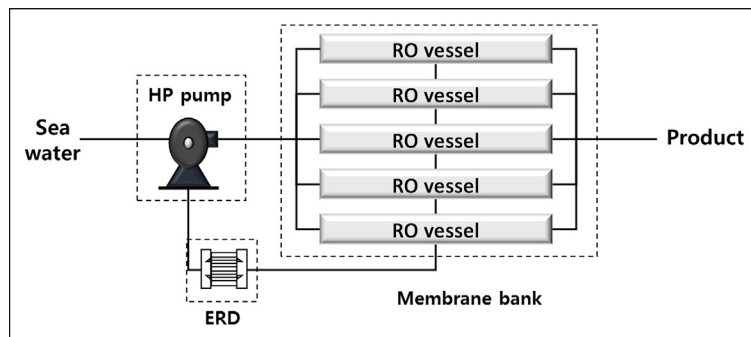 HP pump
Sea
water
RO vessel
RO vessel
RO vessel
RO vessel
RO vessel
Product
ERD
Membrane bank